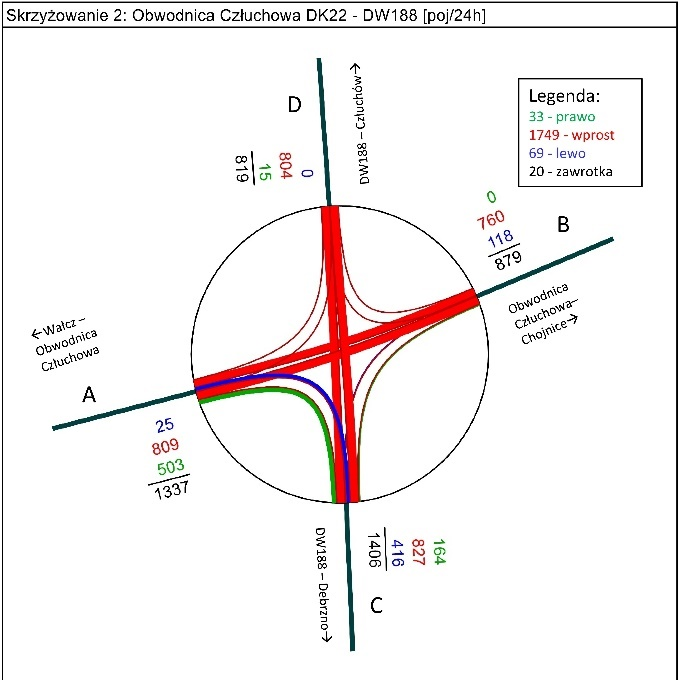 Skrzyżowanie 2: Obwodnica Człuchowa DK22 - DW188 [poj/24h]
Legenda:
33 - prawo
1749 - wprost
69 - lewo
20 - zawrotka
D
DW188 – Człuchów→
0
804
15
819
B
0
760
118
879
Obwodnica
Człuchowa–
Chojnice→
←Wałcz –
Obwodnica
Człuchowa
A
25
809
503
1337
DW188 – Debrzno→
C
164
827
416
1406